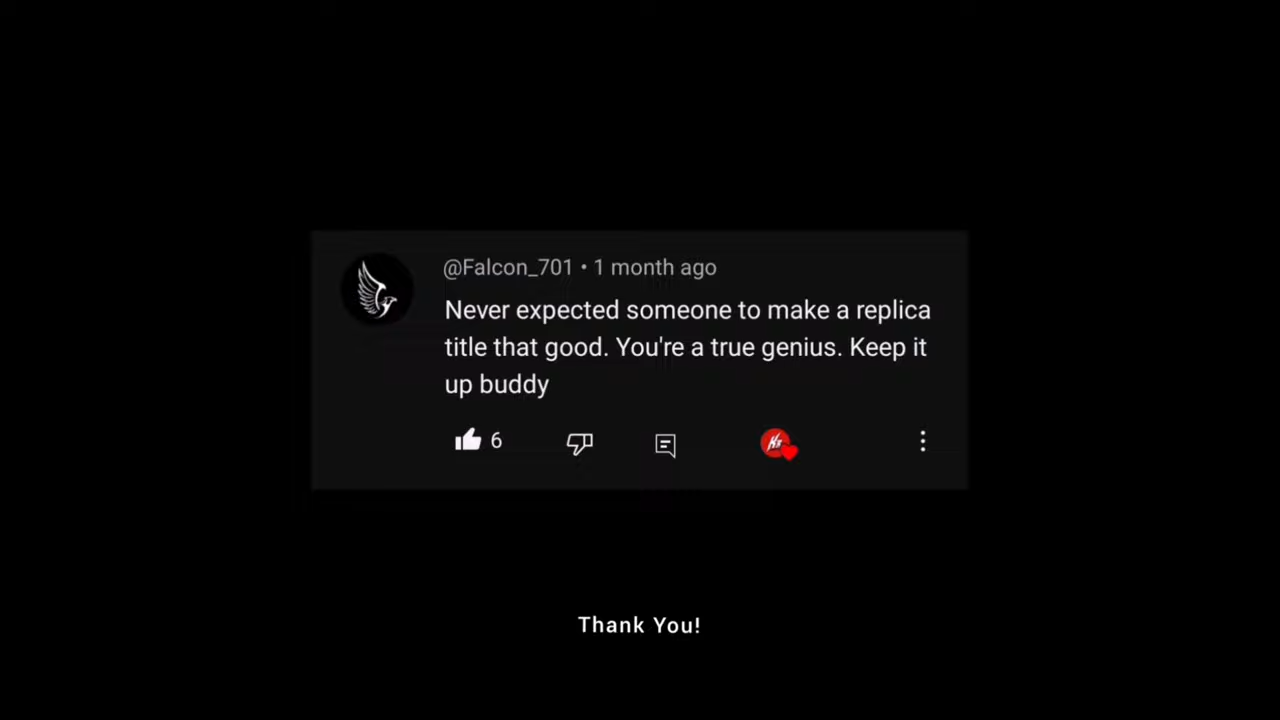 @Falcon_701 • 1 month ago
Never expected someone to make a replica
title that good. You're a true genius. Keep it
up buddy
6
Thank You!